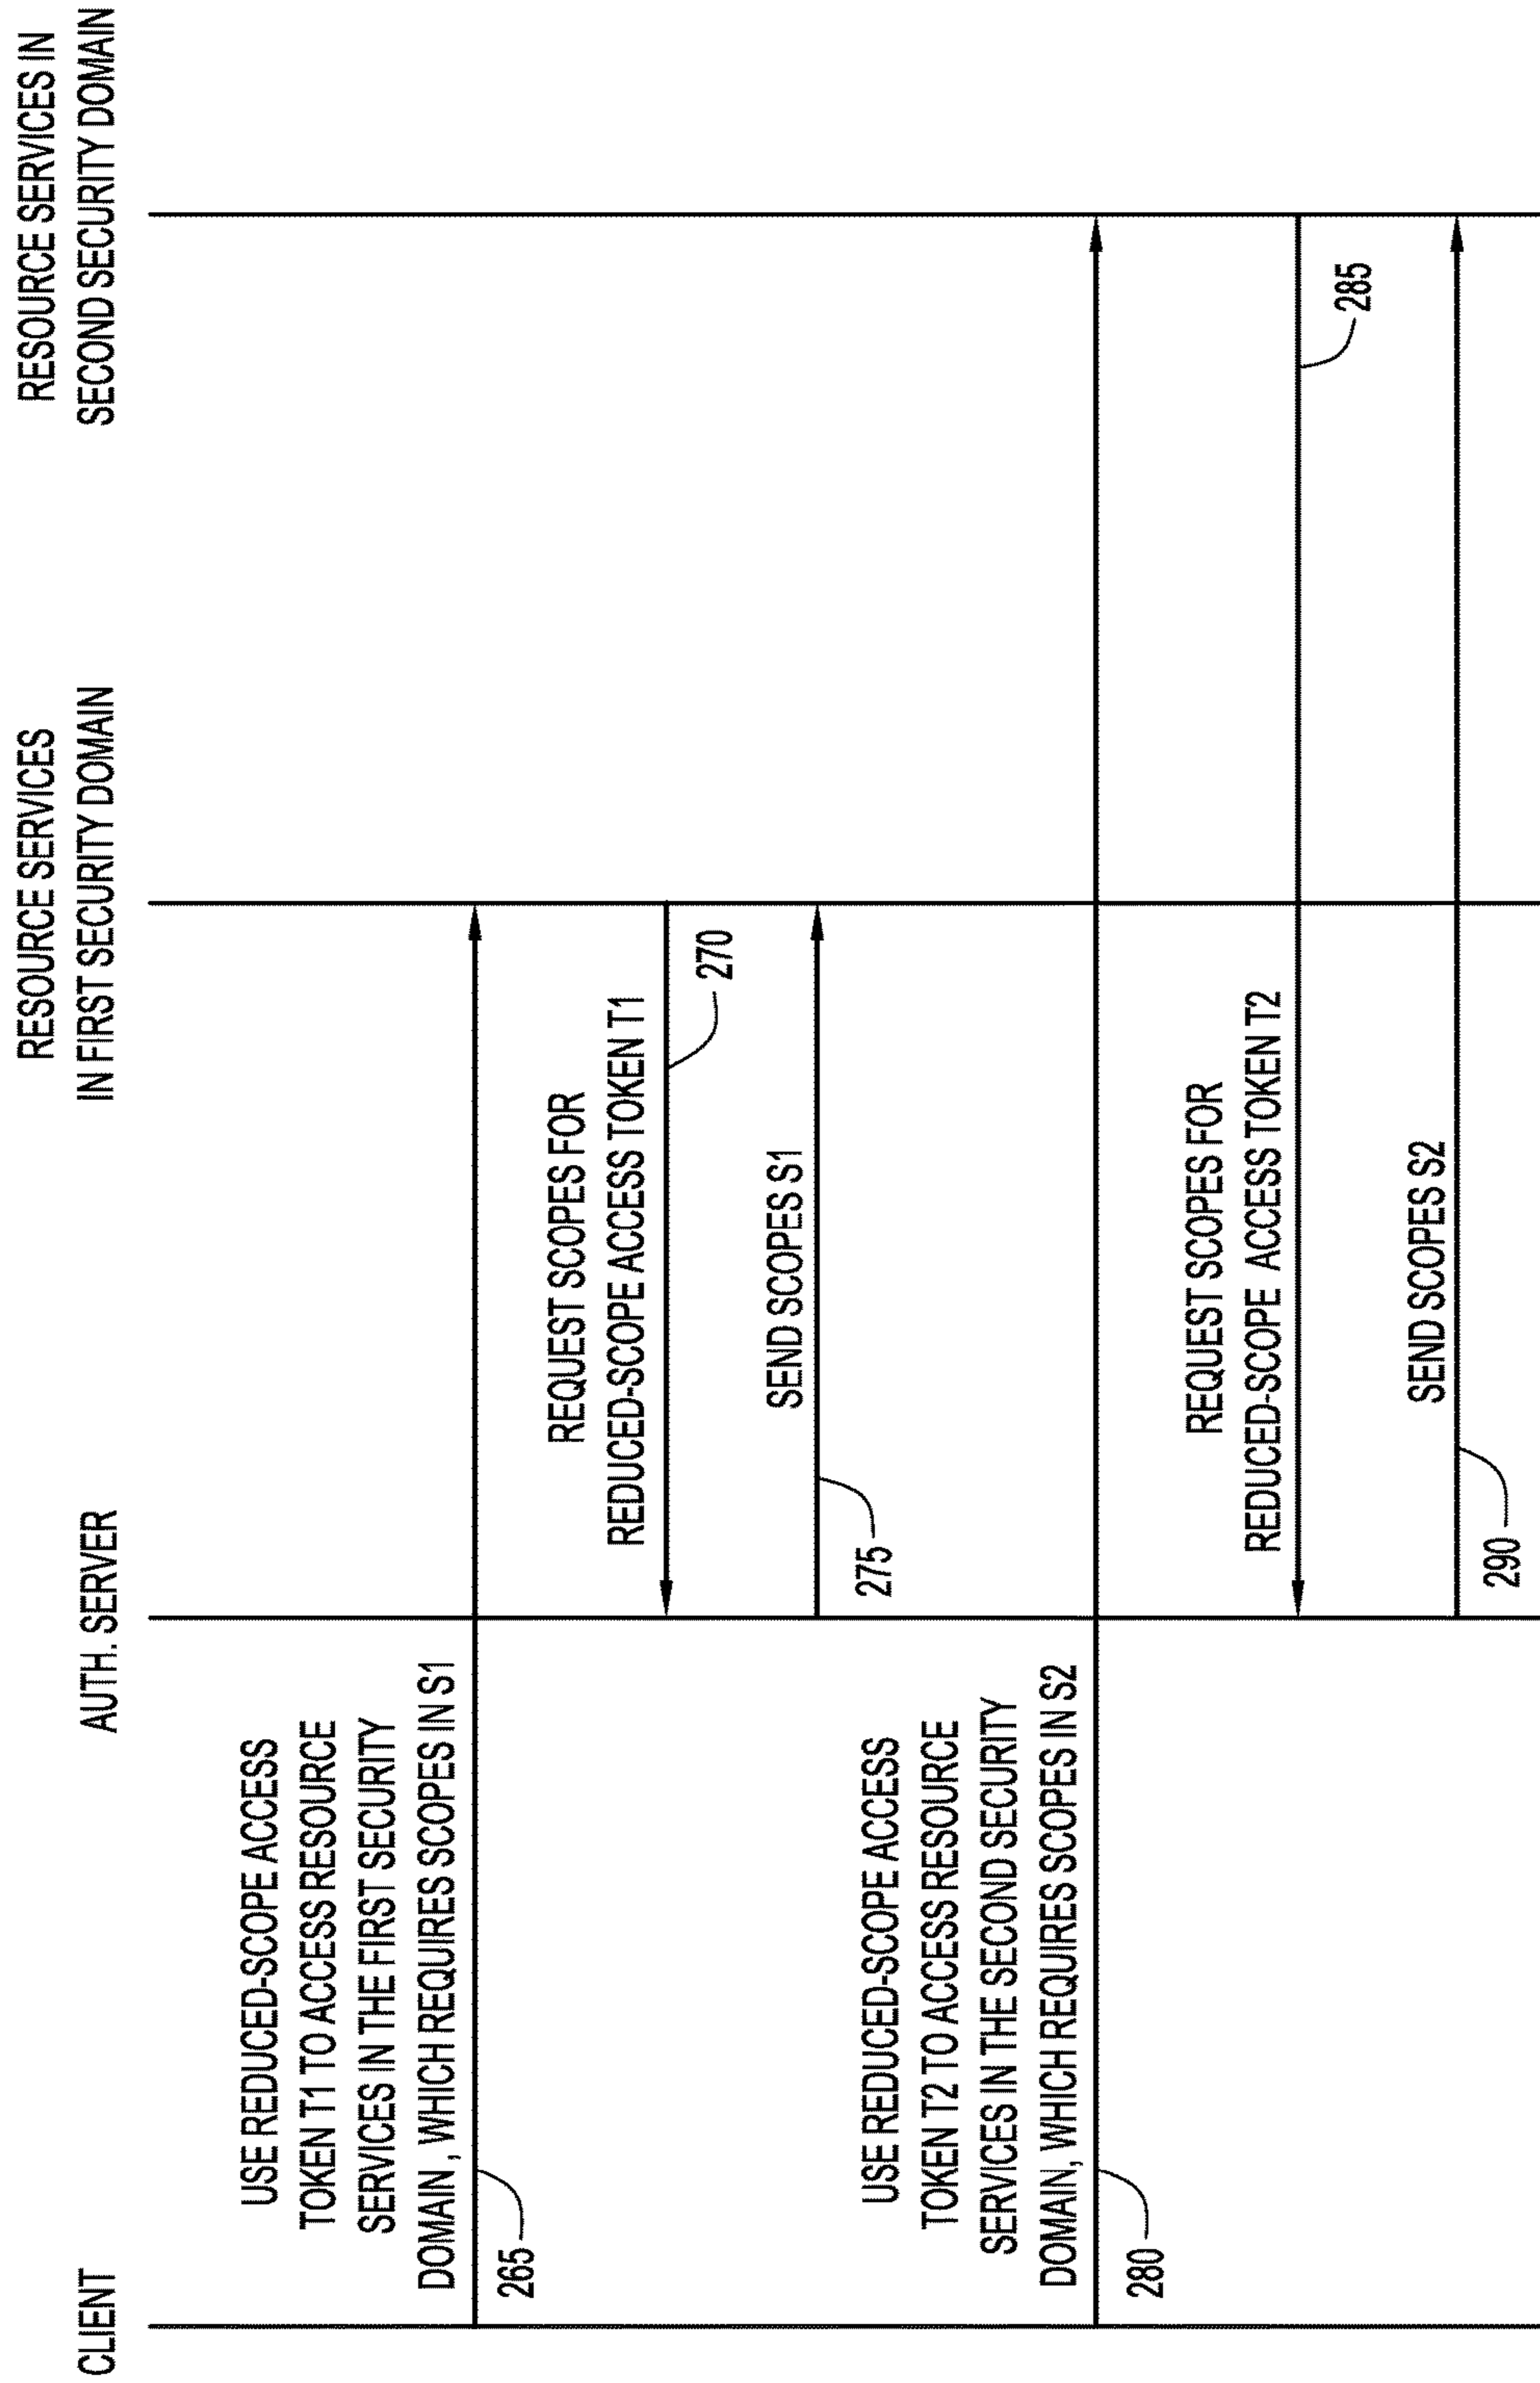 CLIENT
AUTH. SERVER
RESOURCE SERVICES
IN FIRST SECURITY DOMAIN
RESOURCE SERVICES IN
SECOND SECURITY DOMAIN
USE REDUCED-SCOPE ACCESS
TOKEN T1 TO ACCESS RESOURCE
SERVICES IN THE FIRST SECURITY
DOMAIN , WHICH REQUIRES SCOPES IN S1
265
REQUEST SCOPES FOR
REDUCED-SCOPE ACCESS TOKEN T1
270
SEND SCOPES S1
275
USE REDUCED-SCOPE ACCESS
TOKEN T2 TO ACCESS RESOURCE
SERVICES IN THE SECOND SECURITY
DOMAIN, WHICH REQUIRES SCOPES IN S2
280
REQUEST SCOPES FOR
REDUCED-SCOPE ACCESS TOKEN T2
285
SEND SCOPES S2
290